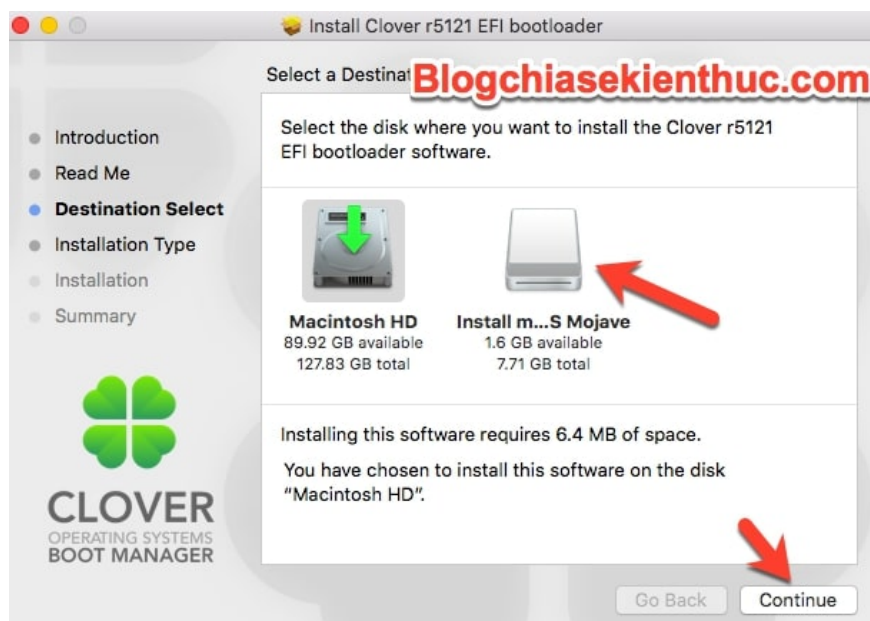 Install Clover r5121 EFI bootloader
Select a Destinat
Blogchiasekienthuc.com
Introduction
Read Me
Destination Select
Installation Type
Installation
Summary
Select the disk where you want to install the Clover r5121
EFI bootloader software.
Macintosh HD
89.92 GB available
127.83 GB total
Install m...S Mojave
1.6 GB available
7.71 GB total
Installing this software requires 6.4 MB of space.
You have chosen to install this software on the disk
“Macintosh HD”.
CLOVER
OPERATING SYSTEMS
BOOT MANAGER
Go Back
Continue